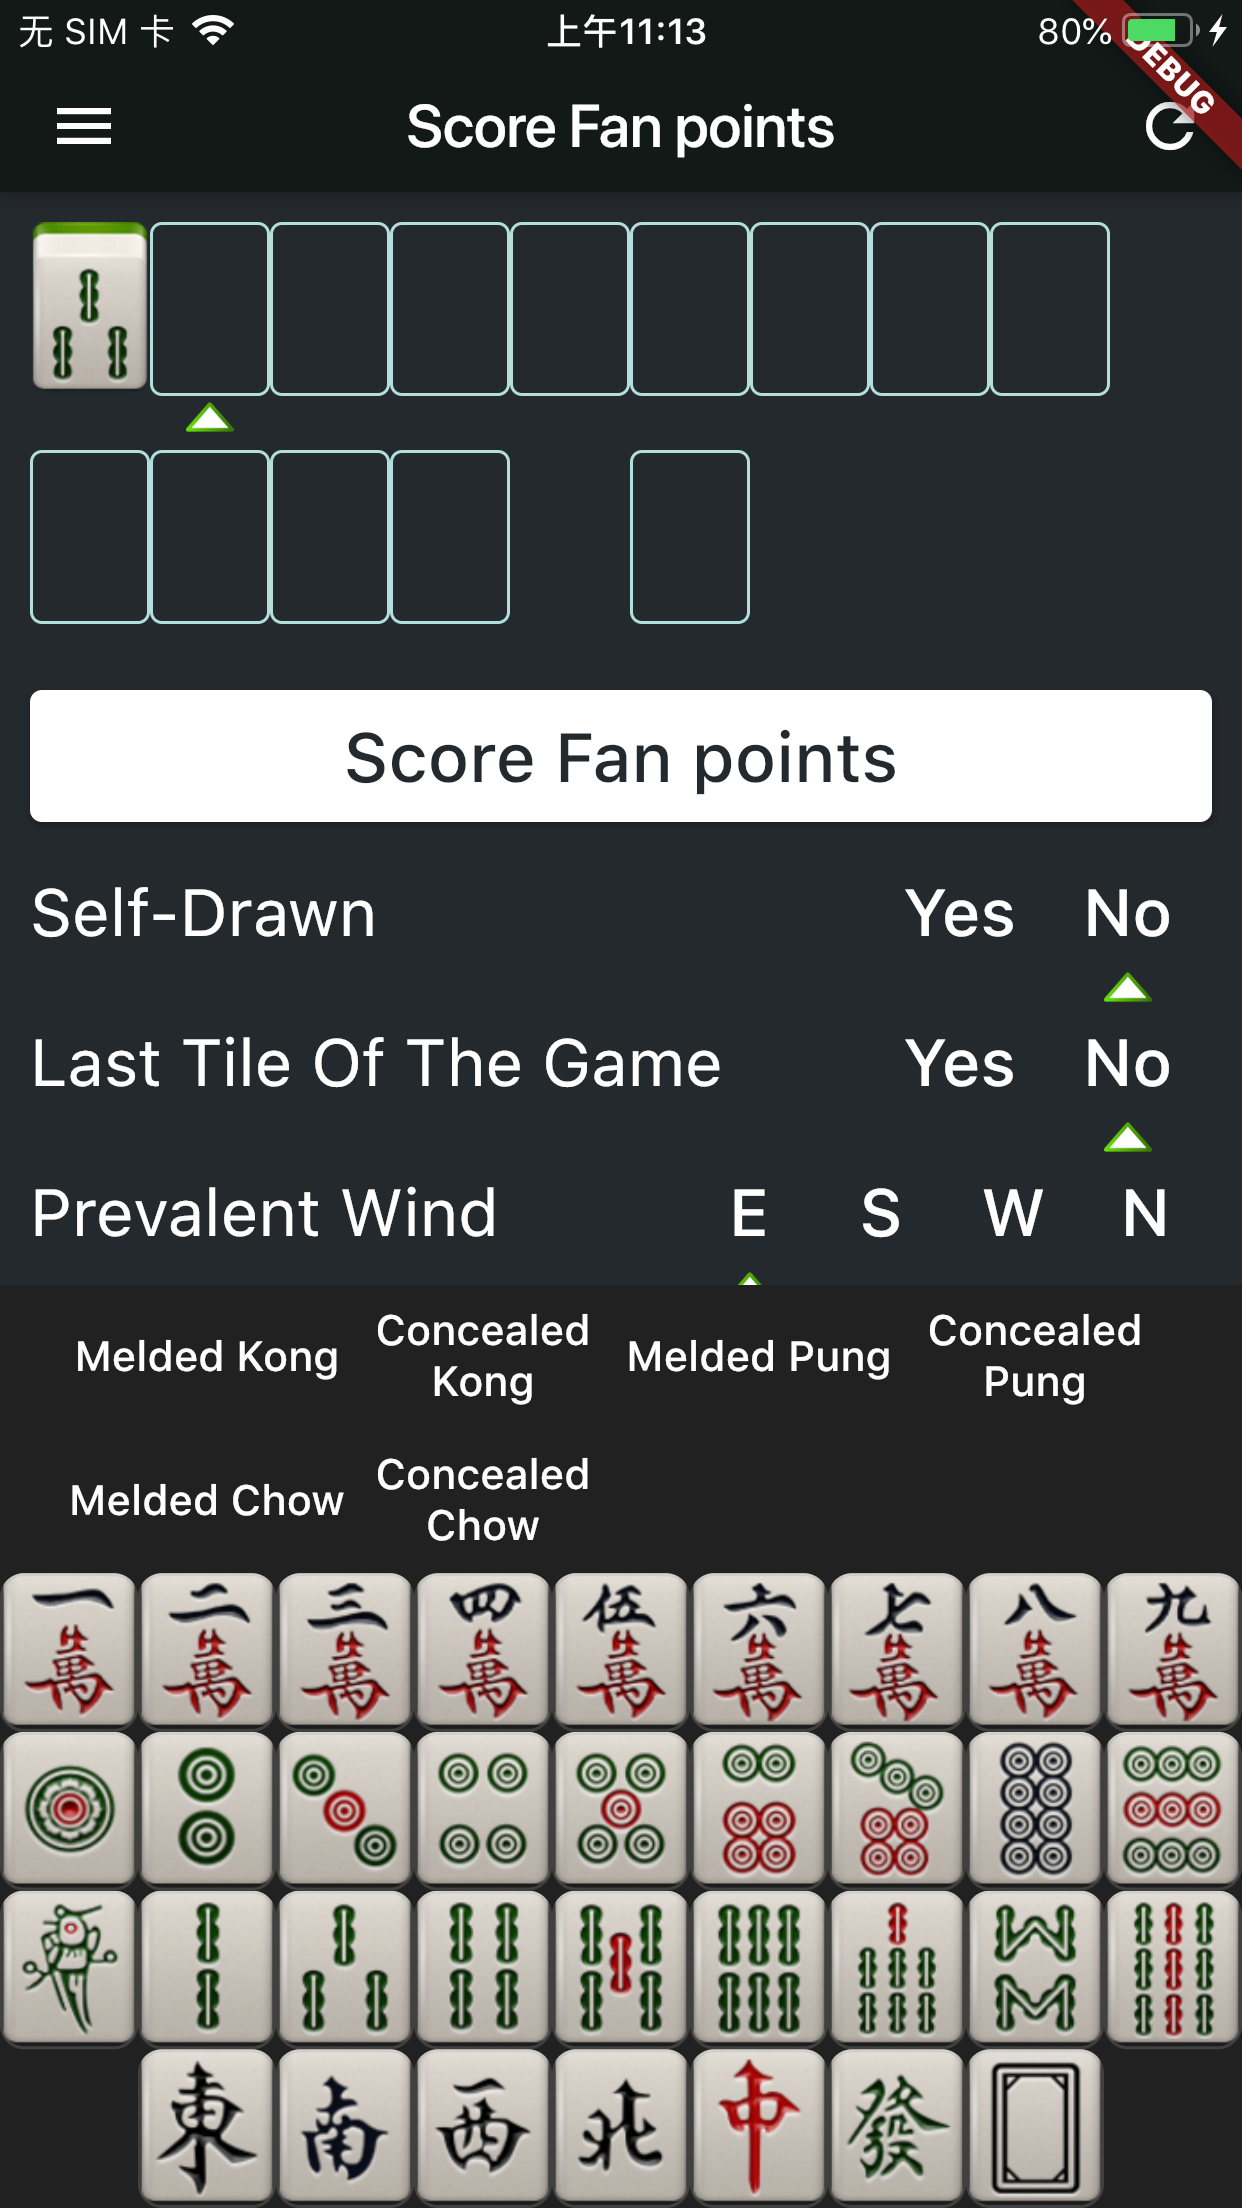 无 SIM 卡 上午11:13 80%
DEBUG
Score Fan points
Score Fan points
Self-Drawn Yes No
Last Tile Of The Game Yes No
Prevalent Wind E S W N
Melded Kong Concealed Kong Melded Pung Concealed Pung
Melded Chow Concealed Chow
一萬 二萬 三萬 四萬 伍萬 六萬 七萬 八萬 九萬
東 南 西 北 中 發